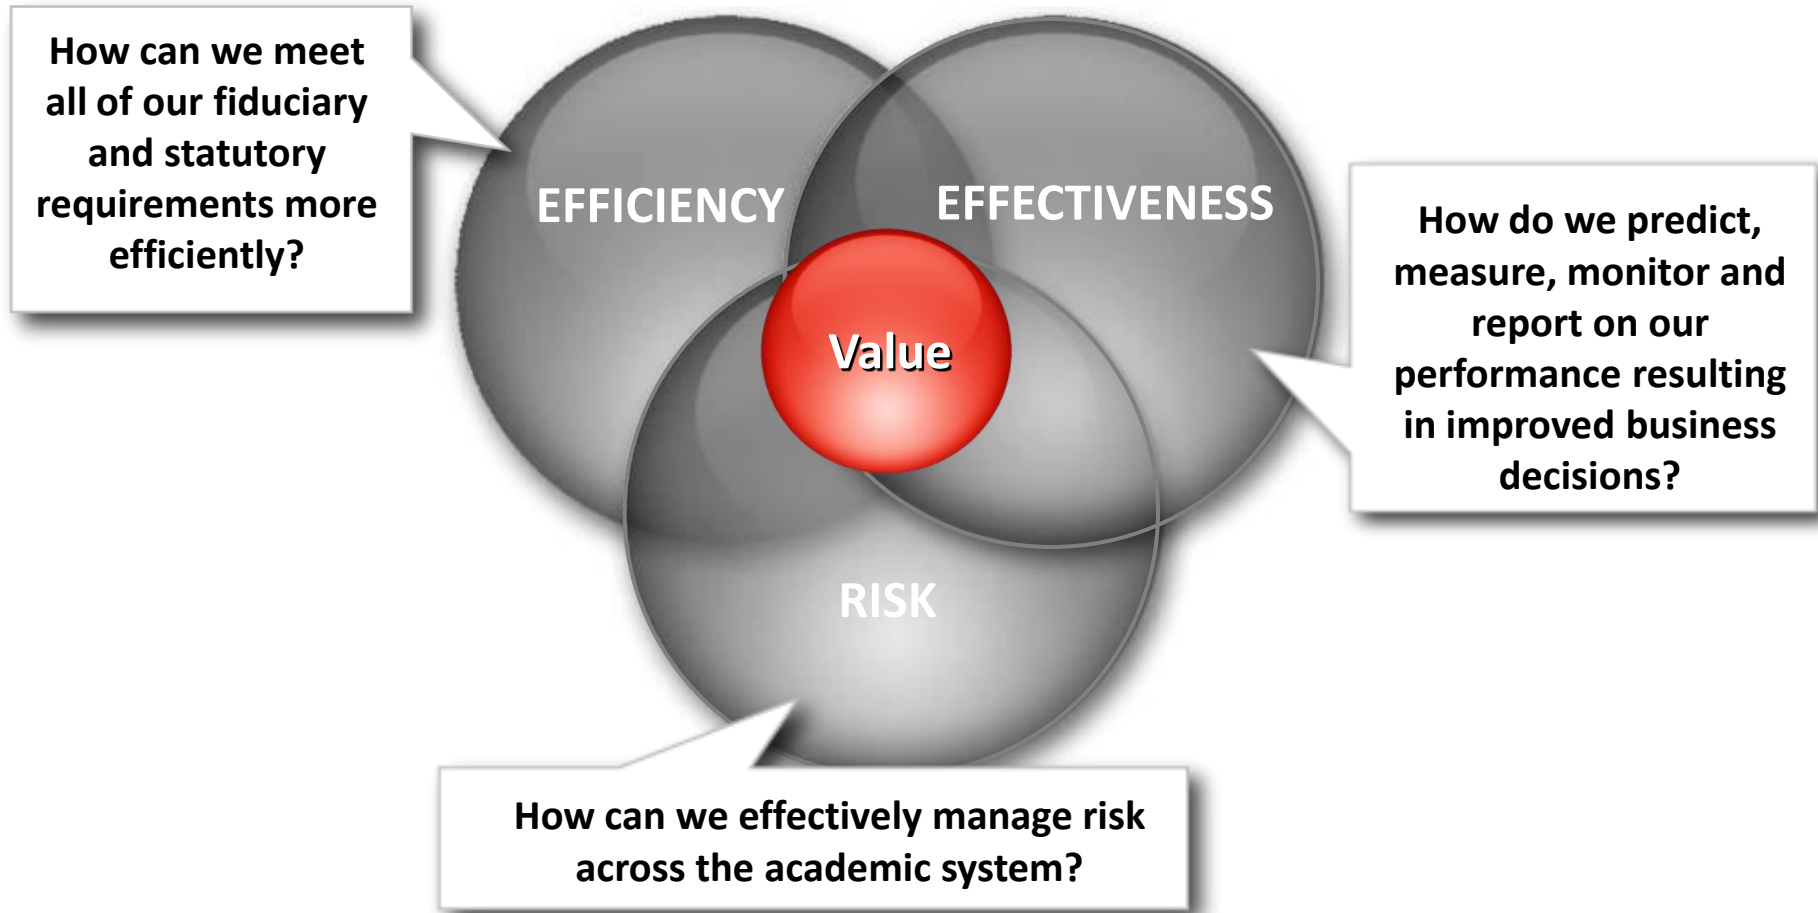 How can we meet
all of our fiduciary
and statutory
requirements more
efficiently?
EFFICIENCY
EFFECTIVENESS
How do we predict,
measure, monitor and
report on our
performance resulting
in improved business
decisions?
Value
RISK
How can we effectively manage risk
across the academic system?